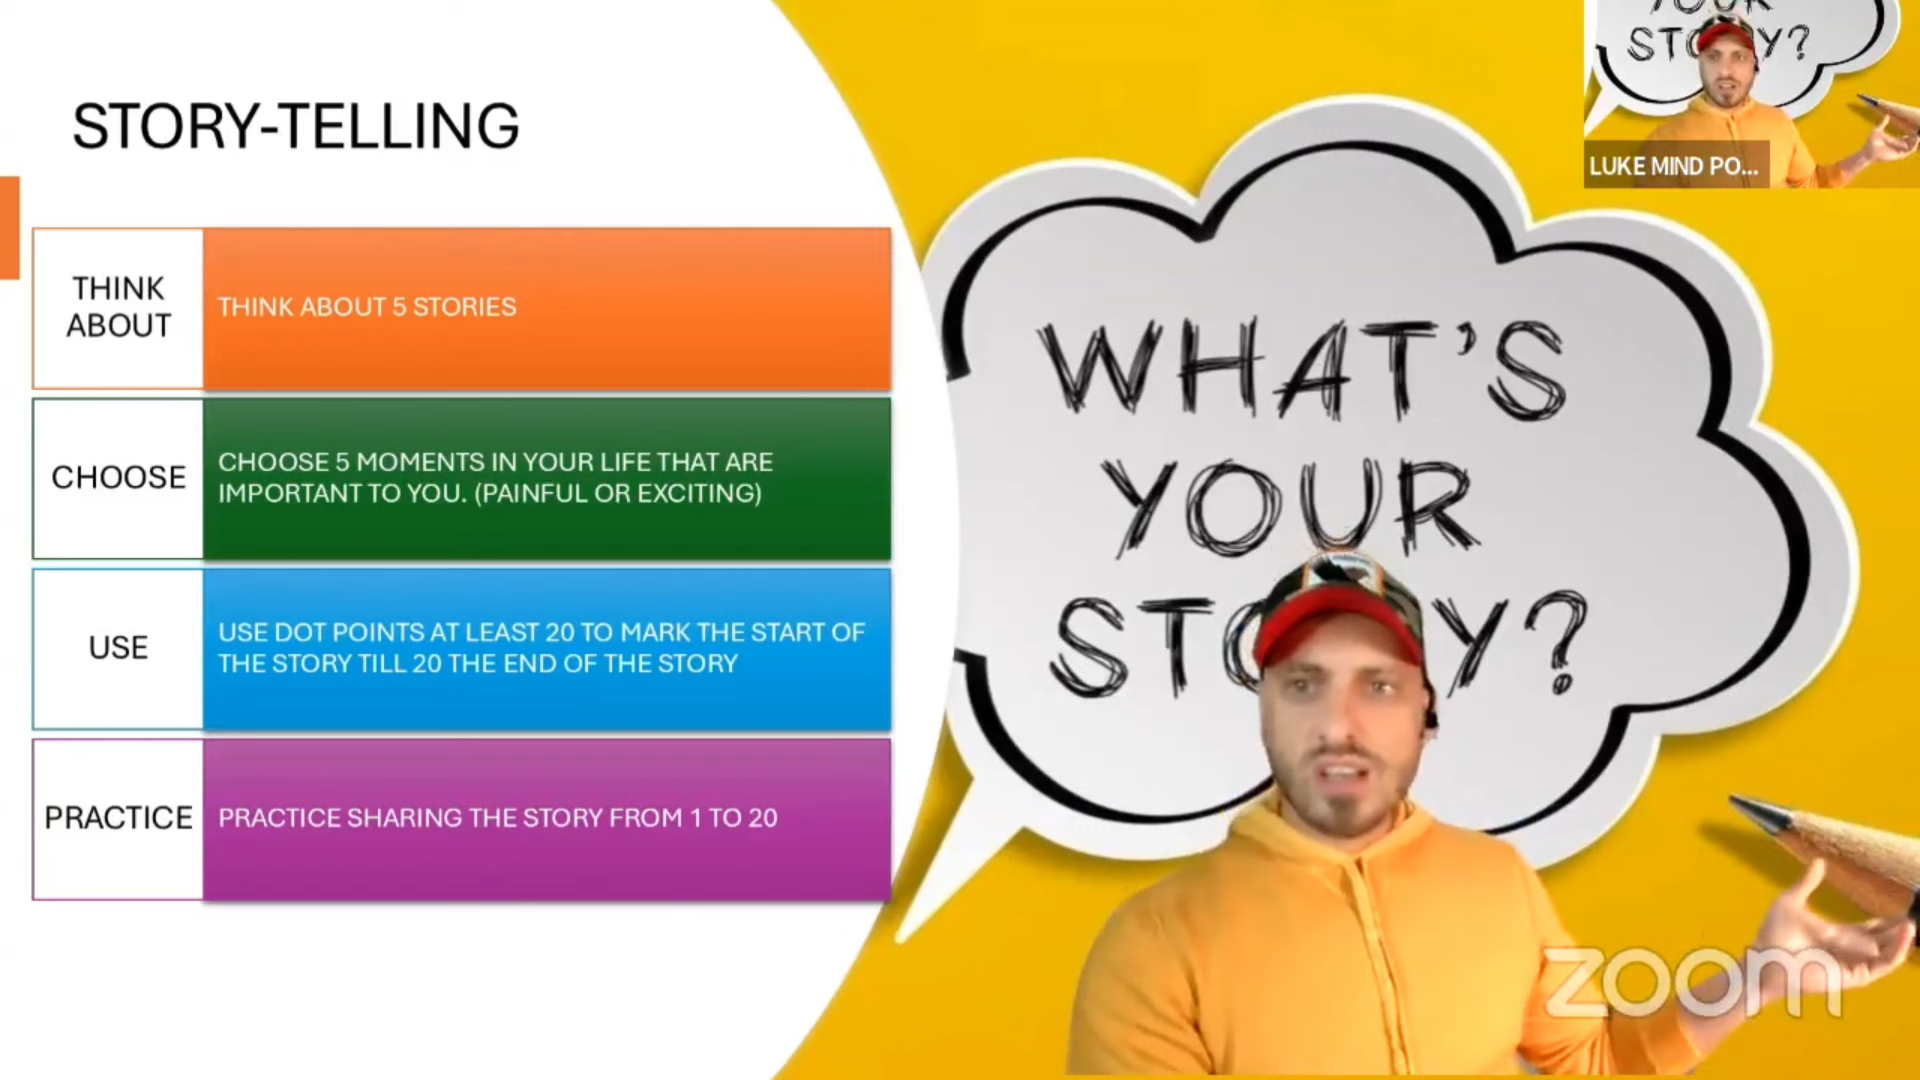 STORY-TELLING
THINK
ABOUT
THINK ABOUT 5 STORIES
CHOOSE
CHOOSE 5 MOMENTS IN YOUR LIFE THAT ARE
IMPORTANT TO YOU. (PAINFUL OR EXCITING)
USE
USE DOT POINTS AT LEAST 20 TO MARK THE START OF
THE STORY TILL 20 THE END OF THE STORY
PRACTICE
PRACTICE SHARING THE STORY FROM 1 TO 20
WHAT'S
YOUR
STO Y?
YOUR
STO Y?
LUKE MIND PO...
zoom